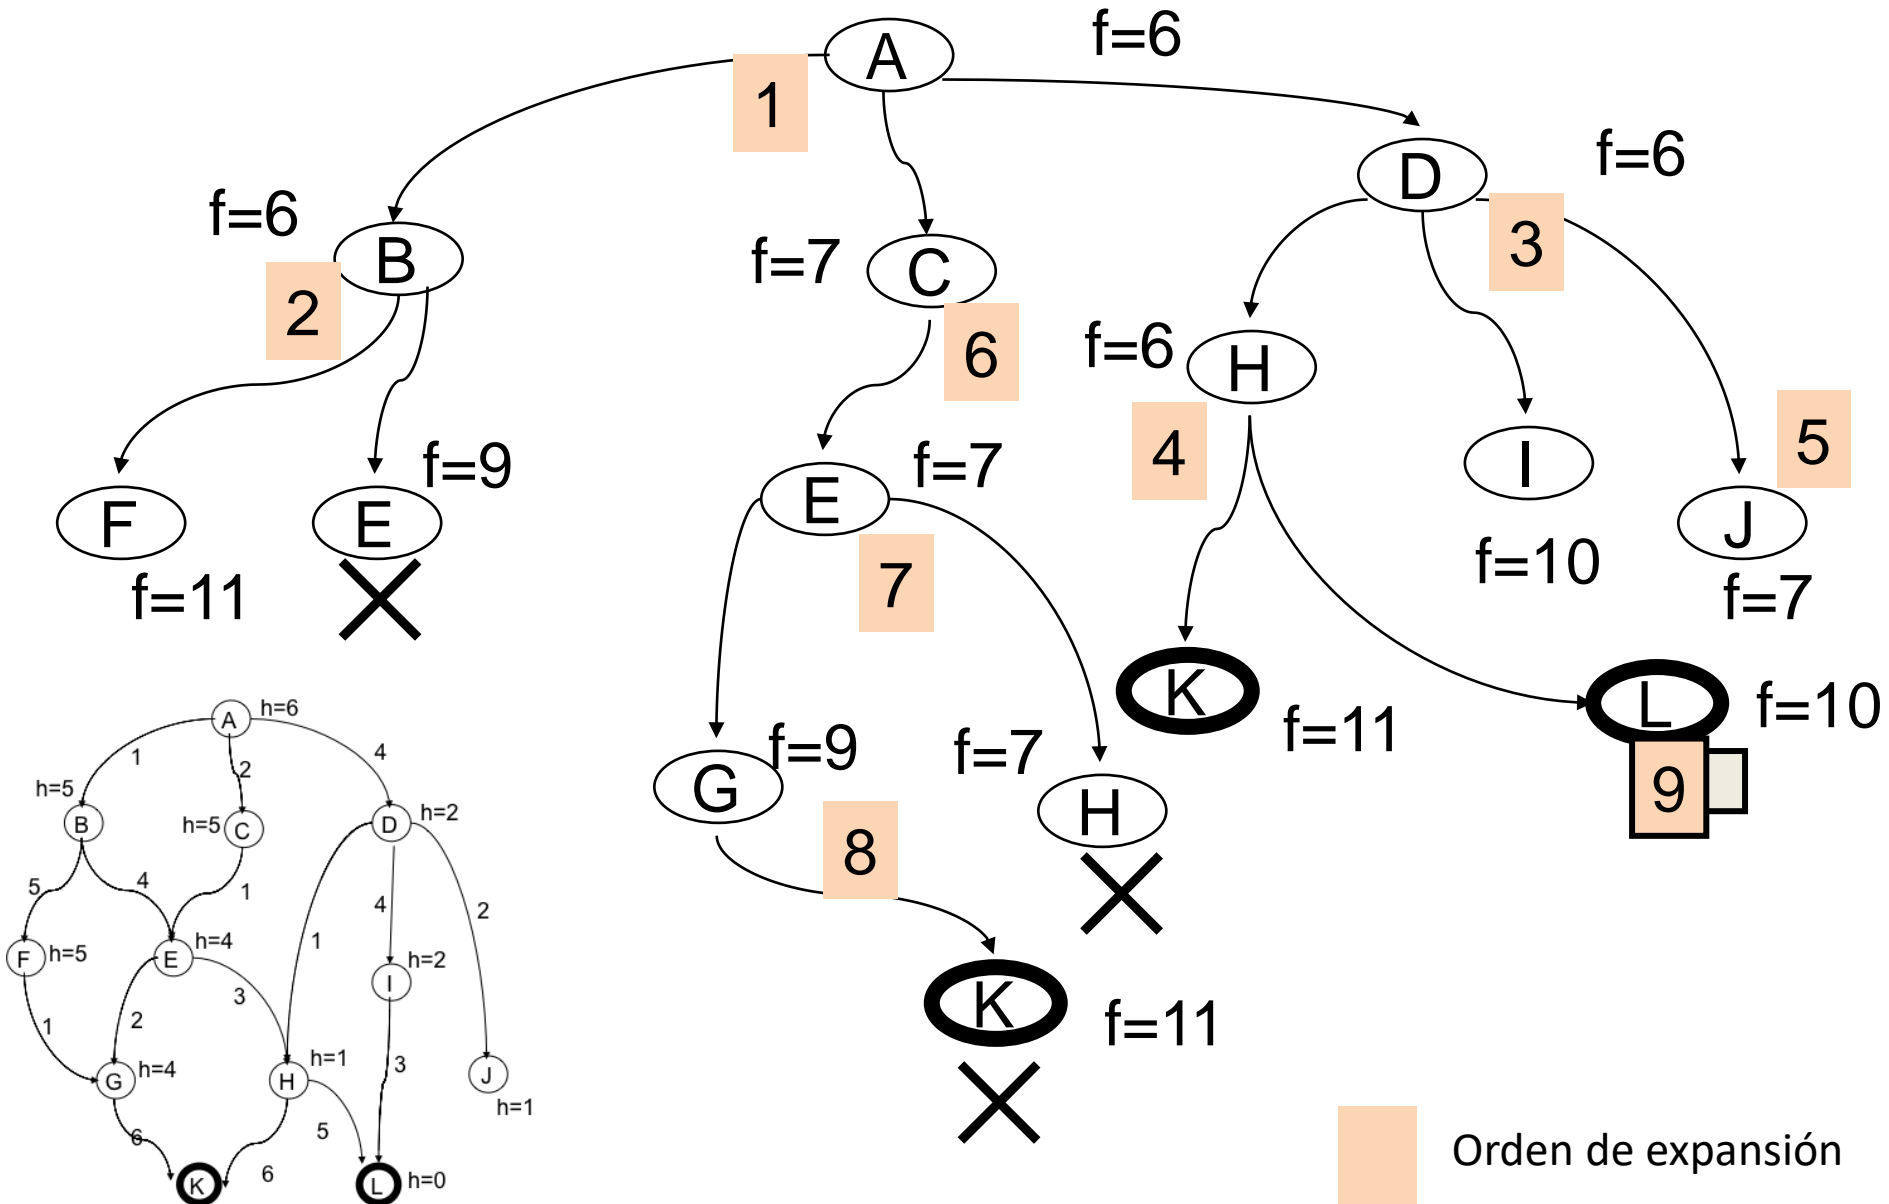 A
f=6
1
D
f=6
f=6
B
2
f=7
C
6
3
f=6
H
4
I
f=10
5
J
f=7
F
f=11
E
f=9
E
f=7
7
K
f=11
L
f=10
9
G
f=9
8
f=7
H
K
f=11
A
h=6
1
2
4
h=5
B
h=5
C
D
h=2
5
4
1
1
4
2
F
h=5
E
h=4
I
h=2
1
2
3
3
G
h=4
H
h=1
J
h=1
6
6
5
K
L
h=0
Orden de expansión